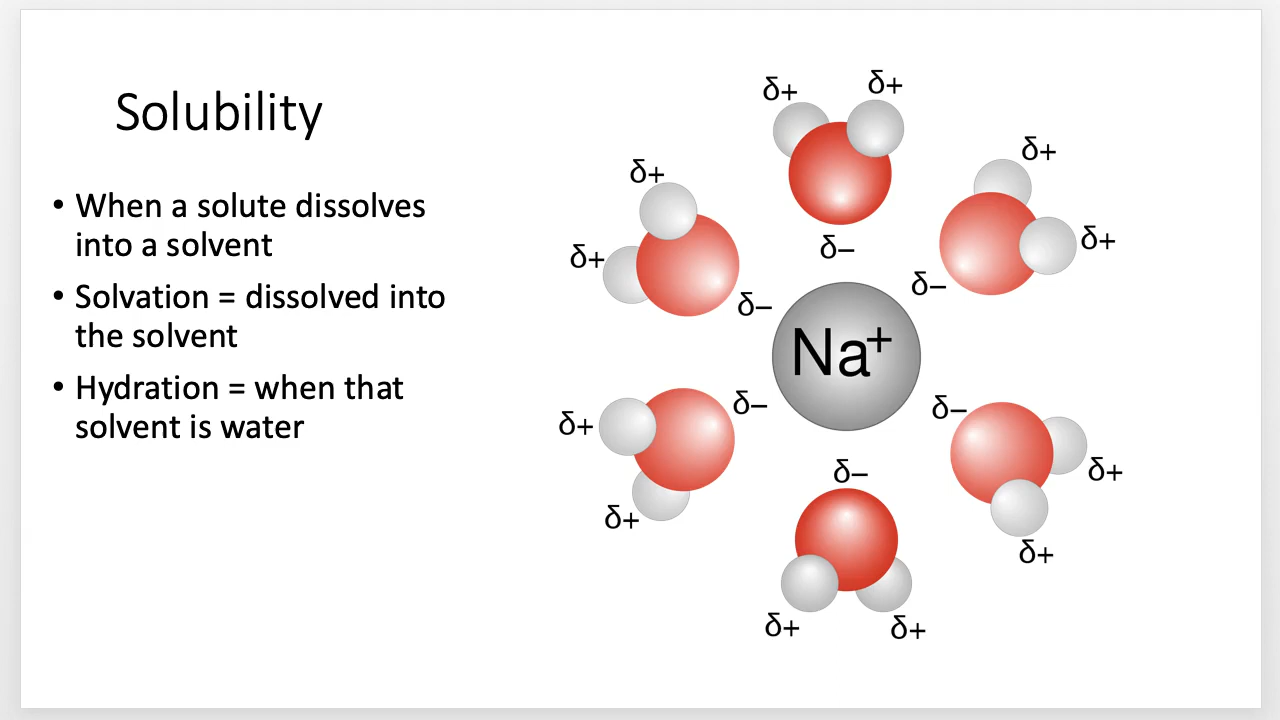 Solubility
• When a solute dissolves
into a solvent
• Solvation = dissolved into
the solvent
• Hydration = when that
solvent is water
δ+
δ+
δ–
δ+
δ+
δ–
δ+
δ+
δ–
Na⁺
δ+
δ+
δ–
δ–
δ+
δ+
δ–
δ+
δ+